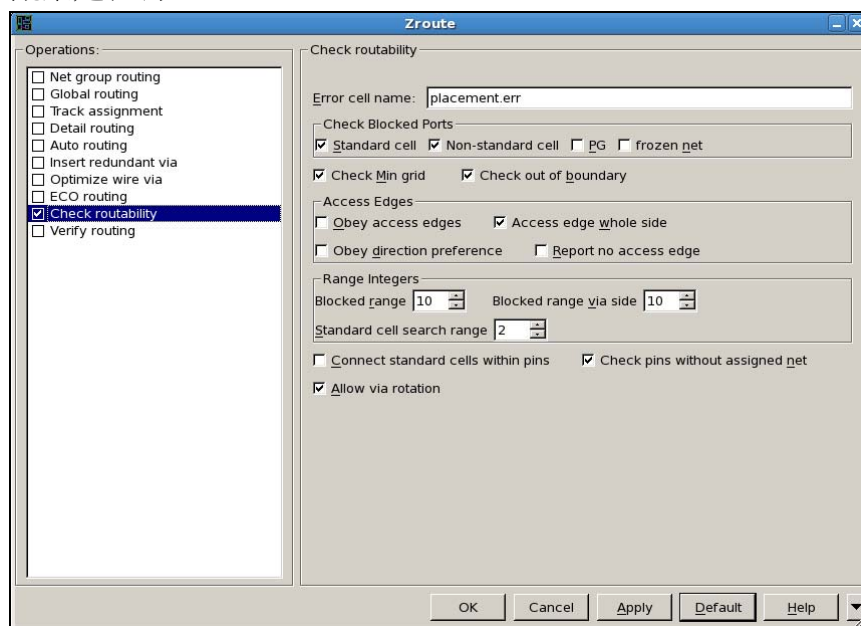 Zroute
Operations:
Net group routing
Global routing
Track assignment
Detail routing
Auto routing
Insert redundant via
Optimize wire via
ECO routing
Check routability
Verify routing
Check routability
Error cell name: placement.err
Check Blocked Ports
Standard cell Non-standard cell PG frozen net
Check Min grid Check out of boundary
Access Edges
Obey access edges Access edge whole side
Obey direction preference Report no access edge
Range Integers
Blocked range 10 Blocked range via side 10
Standard cell search range 2
Connect standard cells within pins Check pins without assigned net
Allow via rotation
OK Cancel Apply Default Help